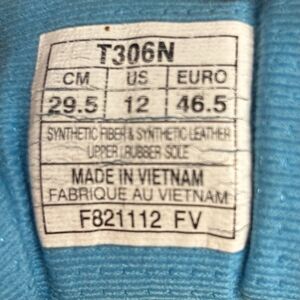 T306N
CM US EURO
29.5 12 46.5
SYNTHETIC FIBER & SYNTHETIC LEATHER
UPPER / RUBBER SOLE
MADE IN VIETNAM
FABRIQUE AU VIETNAM
F821112 FV